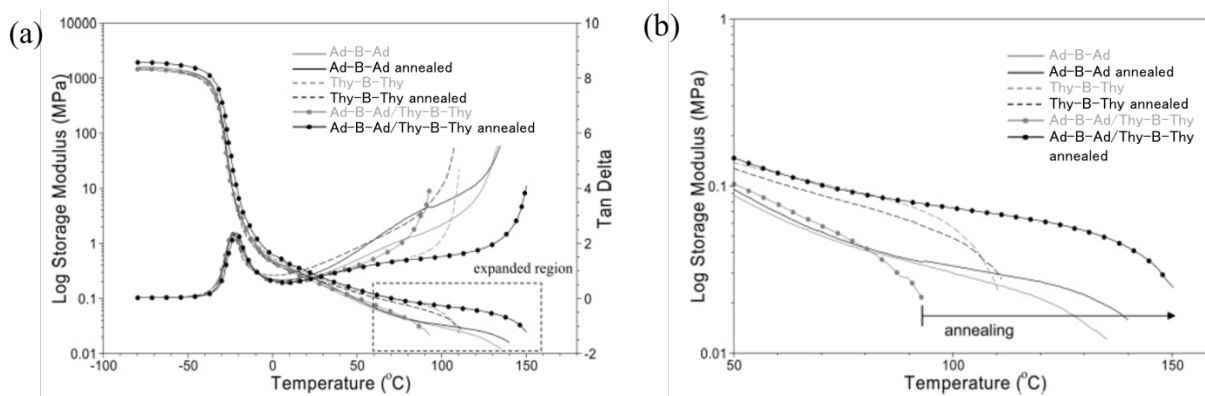 (a)
10000
1000
100
10
1
0.1
0.01
Log Storage Modulus (MPa)
-100
-50
0
50
100
150
Temperature (°C)
10
8
6
4
2
0
-2
Tan Delta
Ad-B-Ad
Ad-B-Ad annealed
Thy-B-Thy
Thy-B-Thy annealed
Ad-B-Ad/Thy-B-Thy
Ad-B-Ad/Thy-B-Thy annealed
expanded region
(b)
1
0.1
0.01
Log Storage Modulus (MPa)
50
100
150
Temperature (°C)
Ad-B-Ad
Ad-B-Ad annealed
Thy-B-Thy
Thy-B-Thy annealed
Ad-B-Ad/Thy-B-Thy
Ad-B-Ad/Thy-B-Thy
annealed
annealing